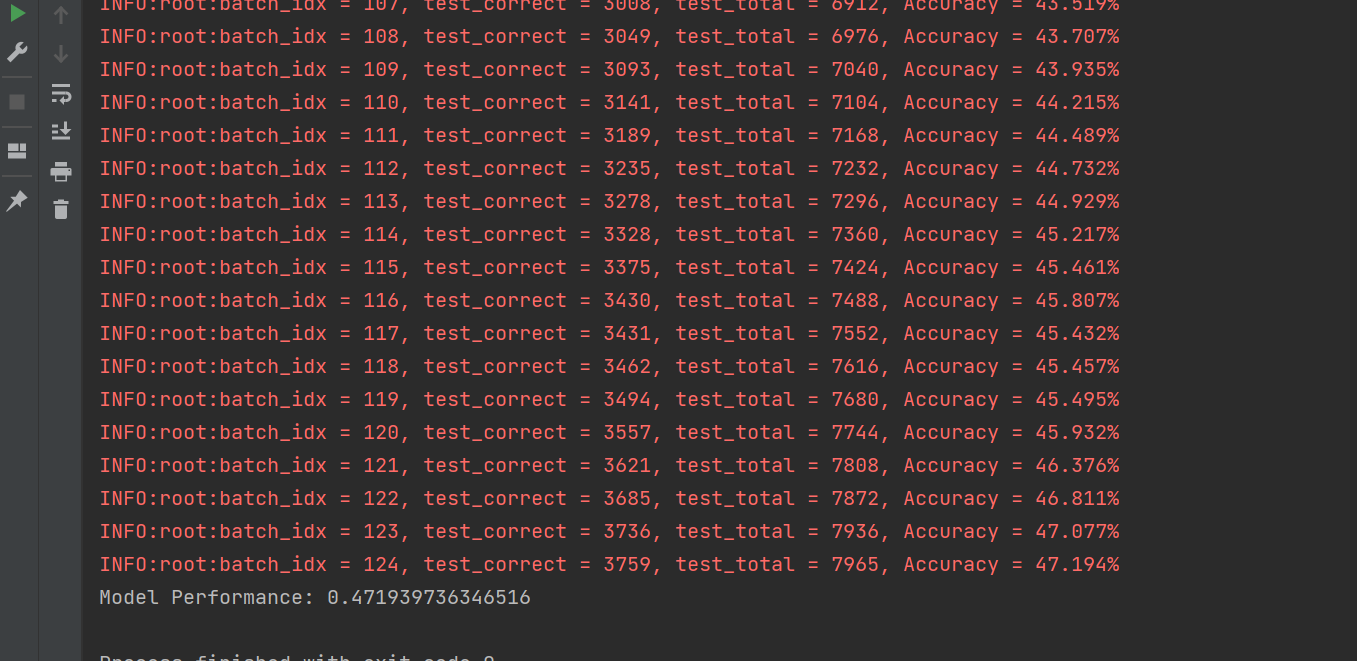 INFO:root:batch_idx = 107, test_correct = 3008, test_total = 6912, Accuracy = 43.519%
INFO:root:batch_idx = 108, test_correct = 3049, test_total = 6976, Accuracy = 43.707%
INFO:root:batch_idx = 109, test_correct = 3093, test_total = 7040, Accuracy = 43.935%
INFO:root:batch_idx = 110, test_correct = 3141, test_total = 7104, Accuracy = 44.215%
INFO:root:batch_idx = 111, test_correct = 3189, test_total = 7168, Accuracy = 44.489%
INFO:root:batch_idx = 112, test_correct = 3235, test_total = 7232, Accuracy = 44.732%
INFO:root:batch_idx = 113, test_correct = 3278, test_total = 7296, Accuracy = 44.929%
INFO:root:batch_idx = 114, test_correct = 3328, test_total = 7360, Accuracy = 45.217%
INFO:root:batch_idx = 115, test_correct = 3375, test_total = 7424, Accuracy = 45.461%
INFO:root:batch_idx = 116, test_correct = 3430, test_total = 7488, Accuracy = 45.807%
INFO:root:batch_idx = 117, test_correct = 3431, test_total = 7552, Accuracy = 45.432%
INFO:root:batch_idx = 118, test_correct = 3462, test_total = 7616, Accuracy = 45.457%
INFO:root:batch_idx = 119, test_correct = 3494, test_total = 7680, Accuracy = 45.495%
INFO:root:batch_idx = 120, test_correct = 3557, test_total = 7744, Accuracy = 45.932%
INFO:root:batch_idx = 121, test_correct = 3621, test_total = 7808, Accuracy = 46.376%
INFO:root:batch_idx = 122, test_correct = 3685, test_total = 7872, Accuracy = 46.811%
INFO:root:batch_idx = 123, test_correct = 3736, test_total = 7936, Accuracy = 47.077%
INFO:root:batch_idx = 124, test_correct = 3759, test_total = 7965, Accuracy = 47.194%
Model Performance: 0.471939736346516
Process finished with exit code 0